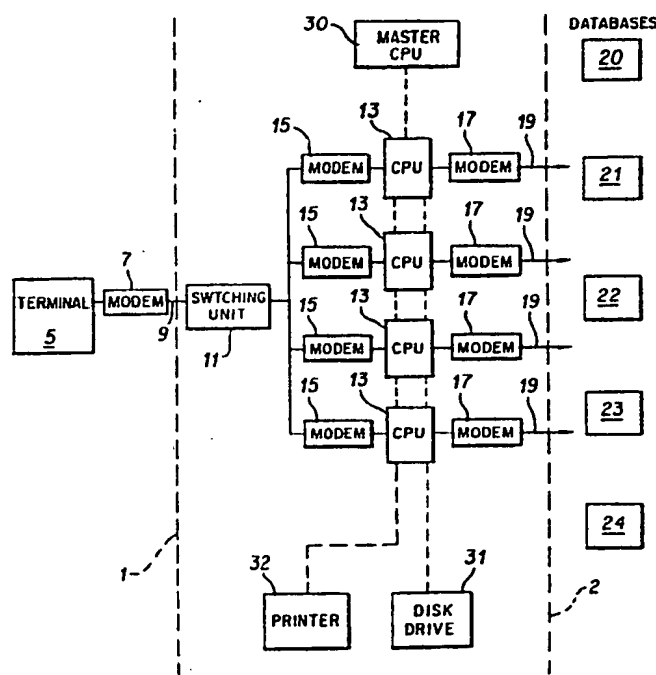 DATABASES
30
MASTER
CPU
20
15
13
17
19
MODEM
CPU
MODEM
21
15
13
17
19
MODEM
CPU
MODEM
7
TERMINAL
5
MODEM
9
SWTCHING
UNIT
11
22
15
13
17
19
MODEM
CPU
MODEM
15
13
17
19
MODEM
CPU
MODEM
23
24
1
32
PRINTER
31
DISK
DRIVE
2